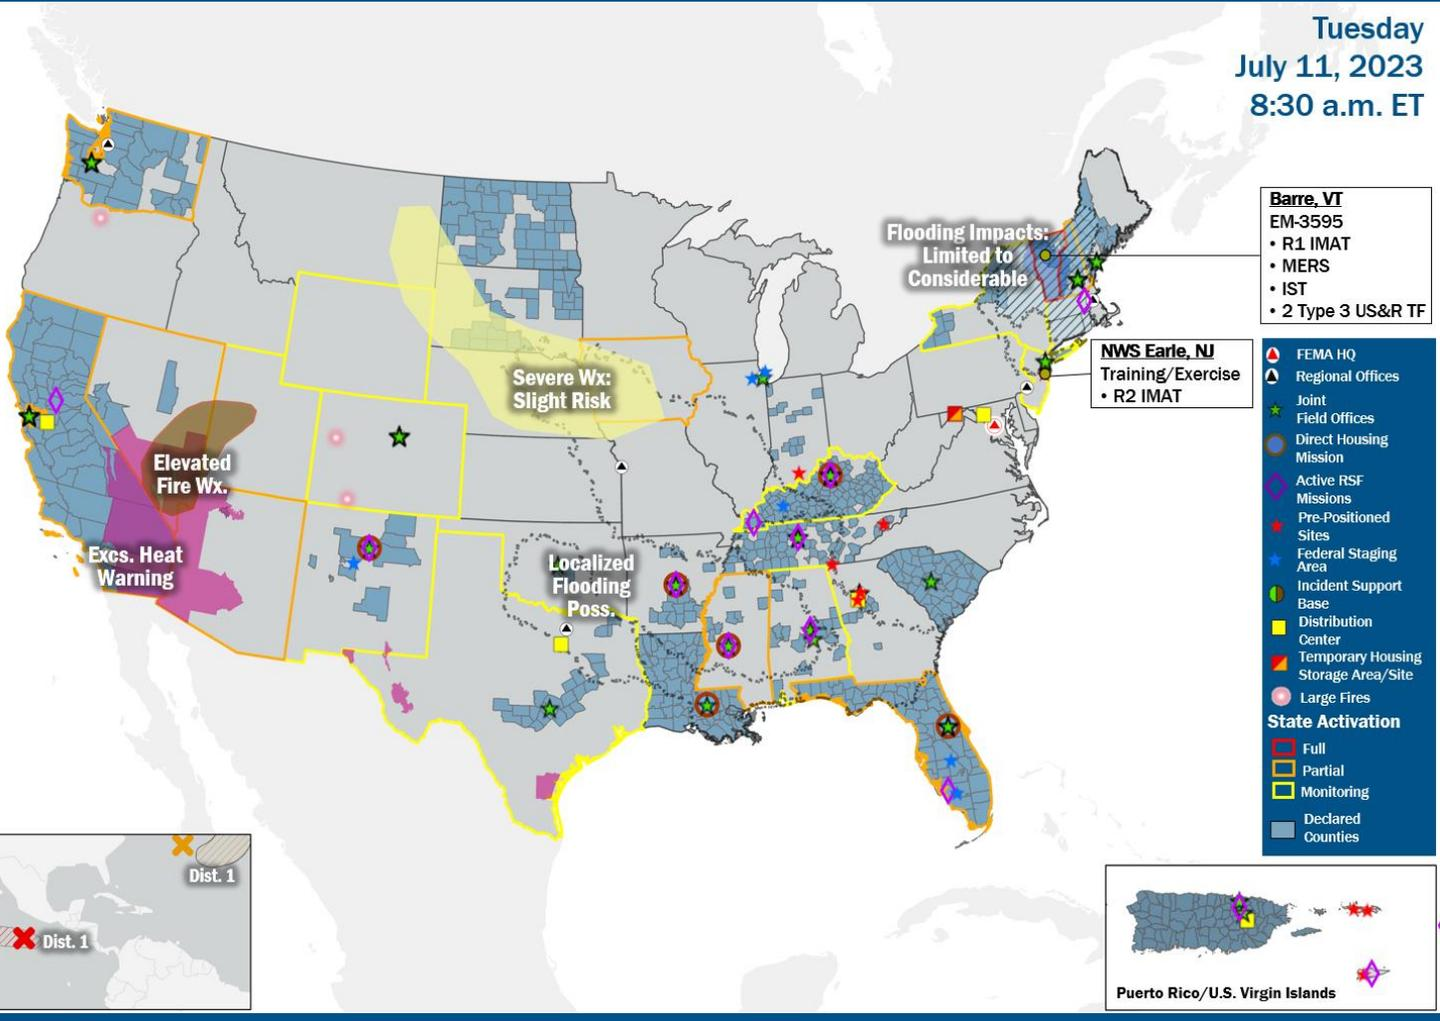 Tuesday
July 11, 2023
8:30 a.m. ET
Barre, VT
EM-3595
• R1 IMAT
• MERS
• IST
• 2 Type 3 US&R TF
Flooding Impacts:
Limited to
Considerable
NWS Earle, NJ
Training/Exercise
• R2 IMAT
Severe Wx:
Slight Risk
Elevated
Fire Wx.
Excs. Heat
Warning
Localized
Flooding
Poss.
FEMA HQ
Regional Offices
Joint
Field Offices
Direct Housing
Mission
Active RSF
Missions
Pre-Positioned
Sites
Federal Staging
Area
Incident Support
Base
Distribution
Center
Temporary Housing
Storage Area/Site
Large Fires
State Activation
Full
Partial
Monitoring
Declared
Counties
Dist. 1
Dist. 1
Puerto Rico/U.S. Virgin Islands